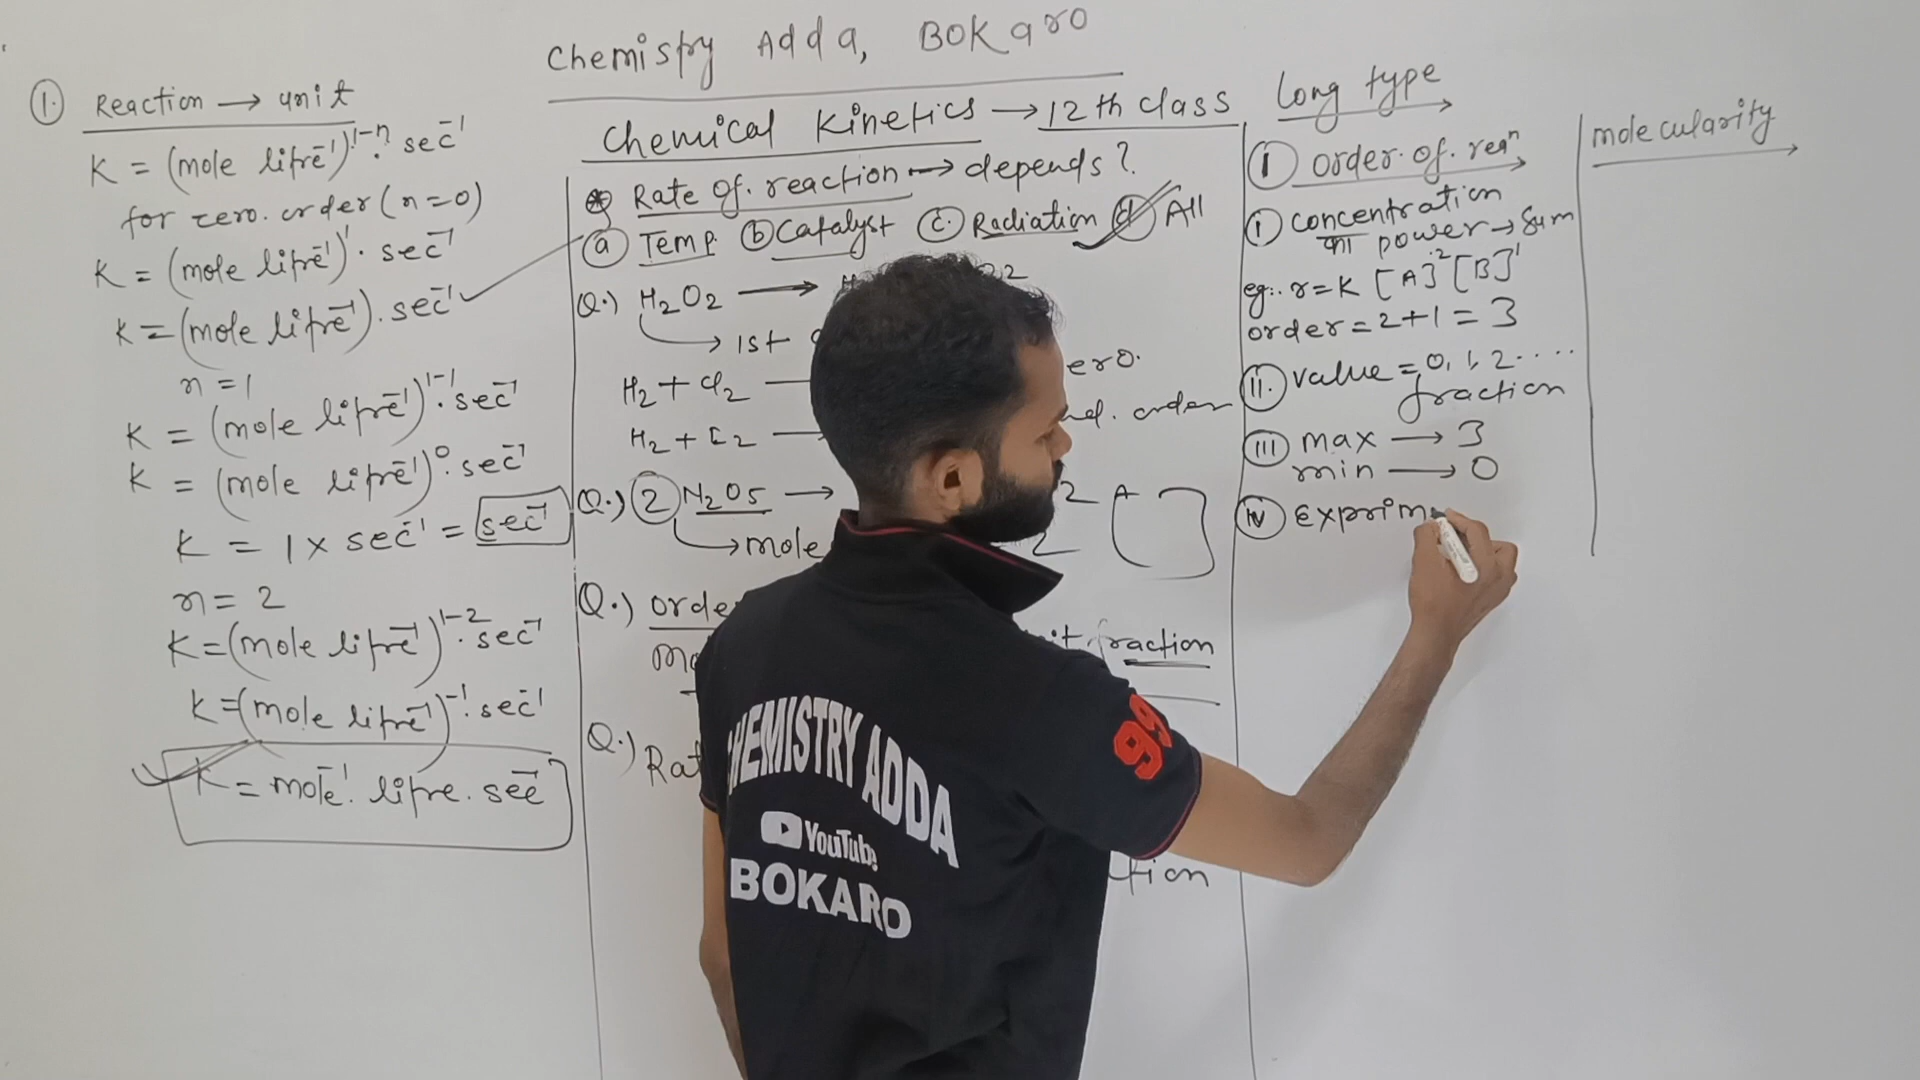 Chemistry Adda, BOKaro
① Reaction → unit
K = (mole litre⁻¹)¹⁻ⁿ. sec⁻¹
for zero. order (n=0)
K = (mole litre⁻¹)¹. sec⁻¹
K = (mole litre⁻¹). sec⁻¹
n = 1
K = (mole litre⁻¹)¹⁻¹. sec⁻¹
K = (mole litre⁻¹)⁰. sec⁻¹
K = 1 x sec⁻¹ = sec⁻¹
n = 2
K = (mole litre⁻¹)¹⁻². sec⁻¹
K = (mole litre⁻¹)⁻¹. sec⁻¹
K = mole⁻¹. litre. sec⁻¹
Chemical Kinetics → 12th class
Rate of. reaction → depends?
ⓐ Temp. ⓑ Catalyst ⓒ Radiation ⓓ All
Q.) H₂O₂ →
→ 1st
H₂ + Cl₂ —
H₂ + I₂ — order
Q.) ② N₂O₅ →
→ mole
Q.)
fraction
Q.)
Long type
① order. of. reaⁿ
ⓘ concentration
power → sum
eg:. r = K [A]² [B]¹
order = 2+1 = 3
ⓘⓘ. value = 0, 1, 2....
fraction
ⓘⓘⓘ max → 3
min → 0
ⓘⓥ Exprim
molecularity
CHEMISTRY ADDA
YouTube
BOKARO
99